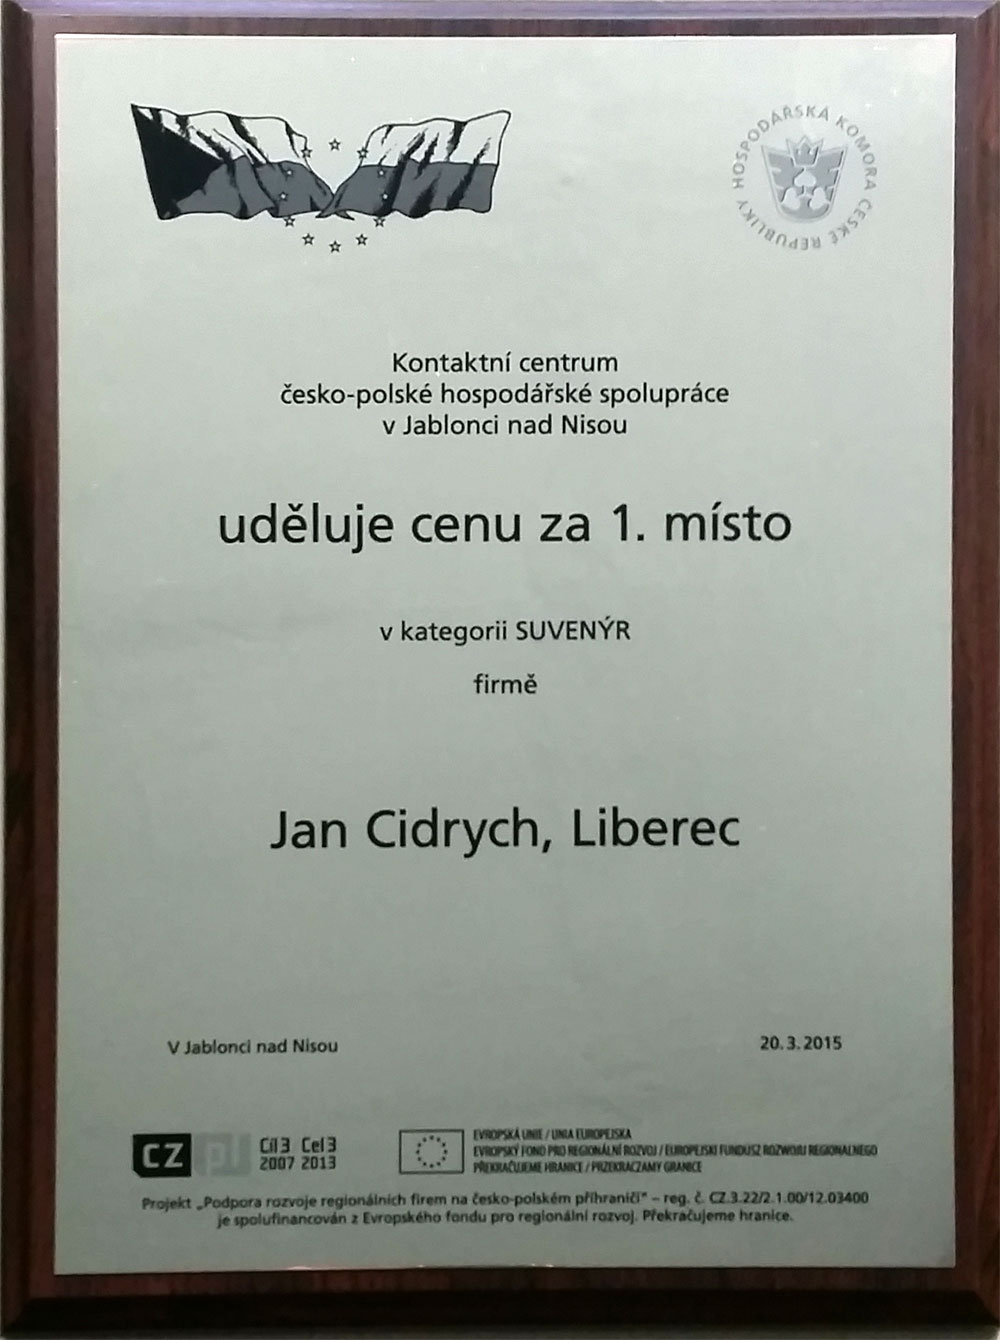 HOSPODÁŘSKÁ KOMORA ČESKÉ REPUBLIKY
Kontaktní centrum
česko-polské hospodářské spolupráce
v Jablonci nad Nisou
uděluje cenu za 1. místo
v kategorii SUVENÝR
firmě
Jan Cidrych, Liberec
V Jablonci nad Nisou
20. 3. 2015
CZ pl
Cíl 3 Cel 3
2007 2013
EVROPSKÁ UNIE / UNIA EUROPEJSKA
EVROPSKÝ FOND PRO REGIONÁLNÍ ROZVOJ / EUROPEJSKI FUNDUSZ ROZWOJU REGIONALNEGO
PŘEKRAČUJEME HRANICE / PRZEKRACZAMY GRANICE
Projekt „Podpora rozvoje regionálních firem na česko-polském příhraničí" – reg. č. CZ.3.22/2.1.00/12.03400
je spolufinancován z Evropského fondu pro regionální rozvoj. Překračujeme hranice.